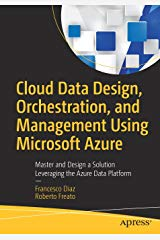 Cloud Data Design,
Orchestration, and
Management Using
Microsoft Azure
Master and Design a Solution
Leveraging the Azure Data Platform
Francesco Diaz
Roberto Freato
Apress®